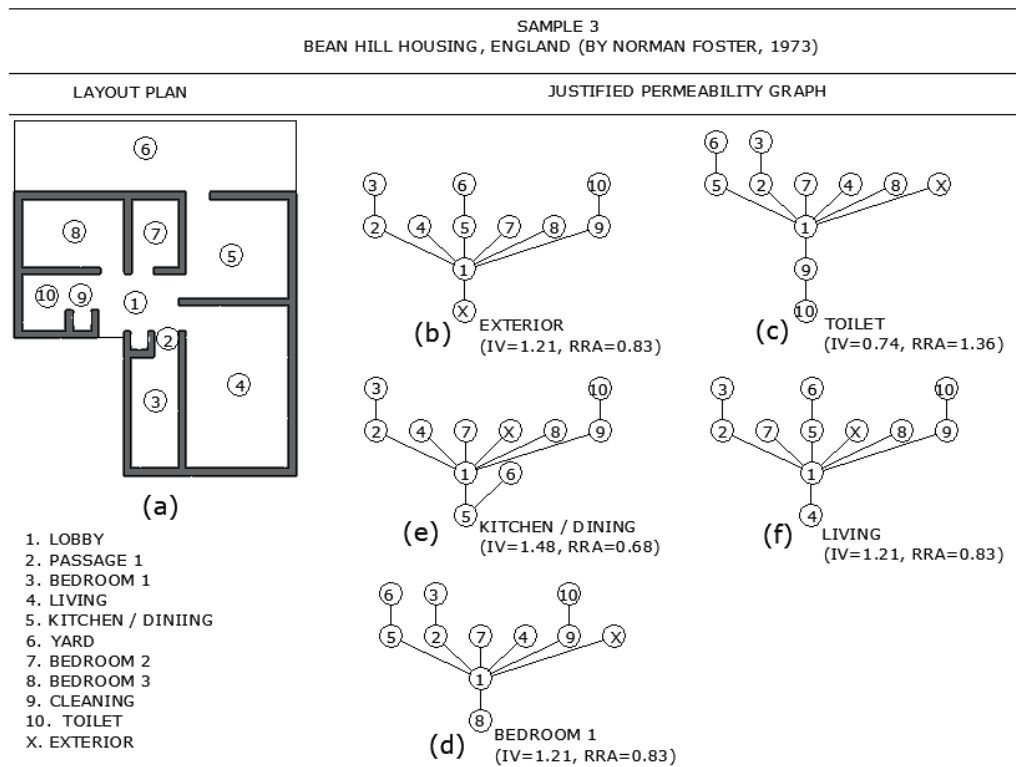 SAMPLE 3
BEAN HILL HOUSING, ENGLAND (BY NORMAN FOSTER, 1973)
LAYOUT PLAN
JUSTIFIED PERMEABILITY GRAPH
6
8
7
5
10
9
1
2
3
4
(a)
1. LOBBY
2. PASSAGE 1
3. BEDROOM 1
4. LIVING
5. KITCHEN / DINIING
6. YARD
7. BEDROOM 2
8. BEDROOM 3
9. CLEANING
10. TOILET
X. EXTERIOR
3 6 10
2 4 5 7 8 9
1
X
(b) EXTERIOR
(IV=1.21, RRA=0.83)
6 3
5 2 7 4 8 X
1
9
10
(c) TOILET
(IV=0.74, RRA=1.36)
3 10
2 4 7 X 8 9
1 6
5
(e) KITCHEN / DINING
(IV=1.48, RRA=0.68)
3 6 10
2 7 5 X 8 9
1
4
(f) LIVING
(IV=1.21, RRA=0.83)
6 3 10
5 2 7 4 9 X
1
8
(d) BEDROOM 1
(IV=1.21, RRA=0.83)